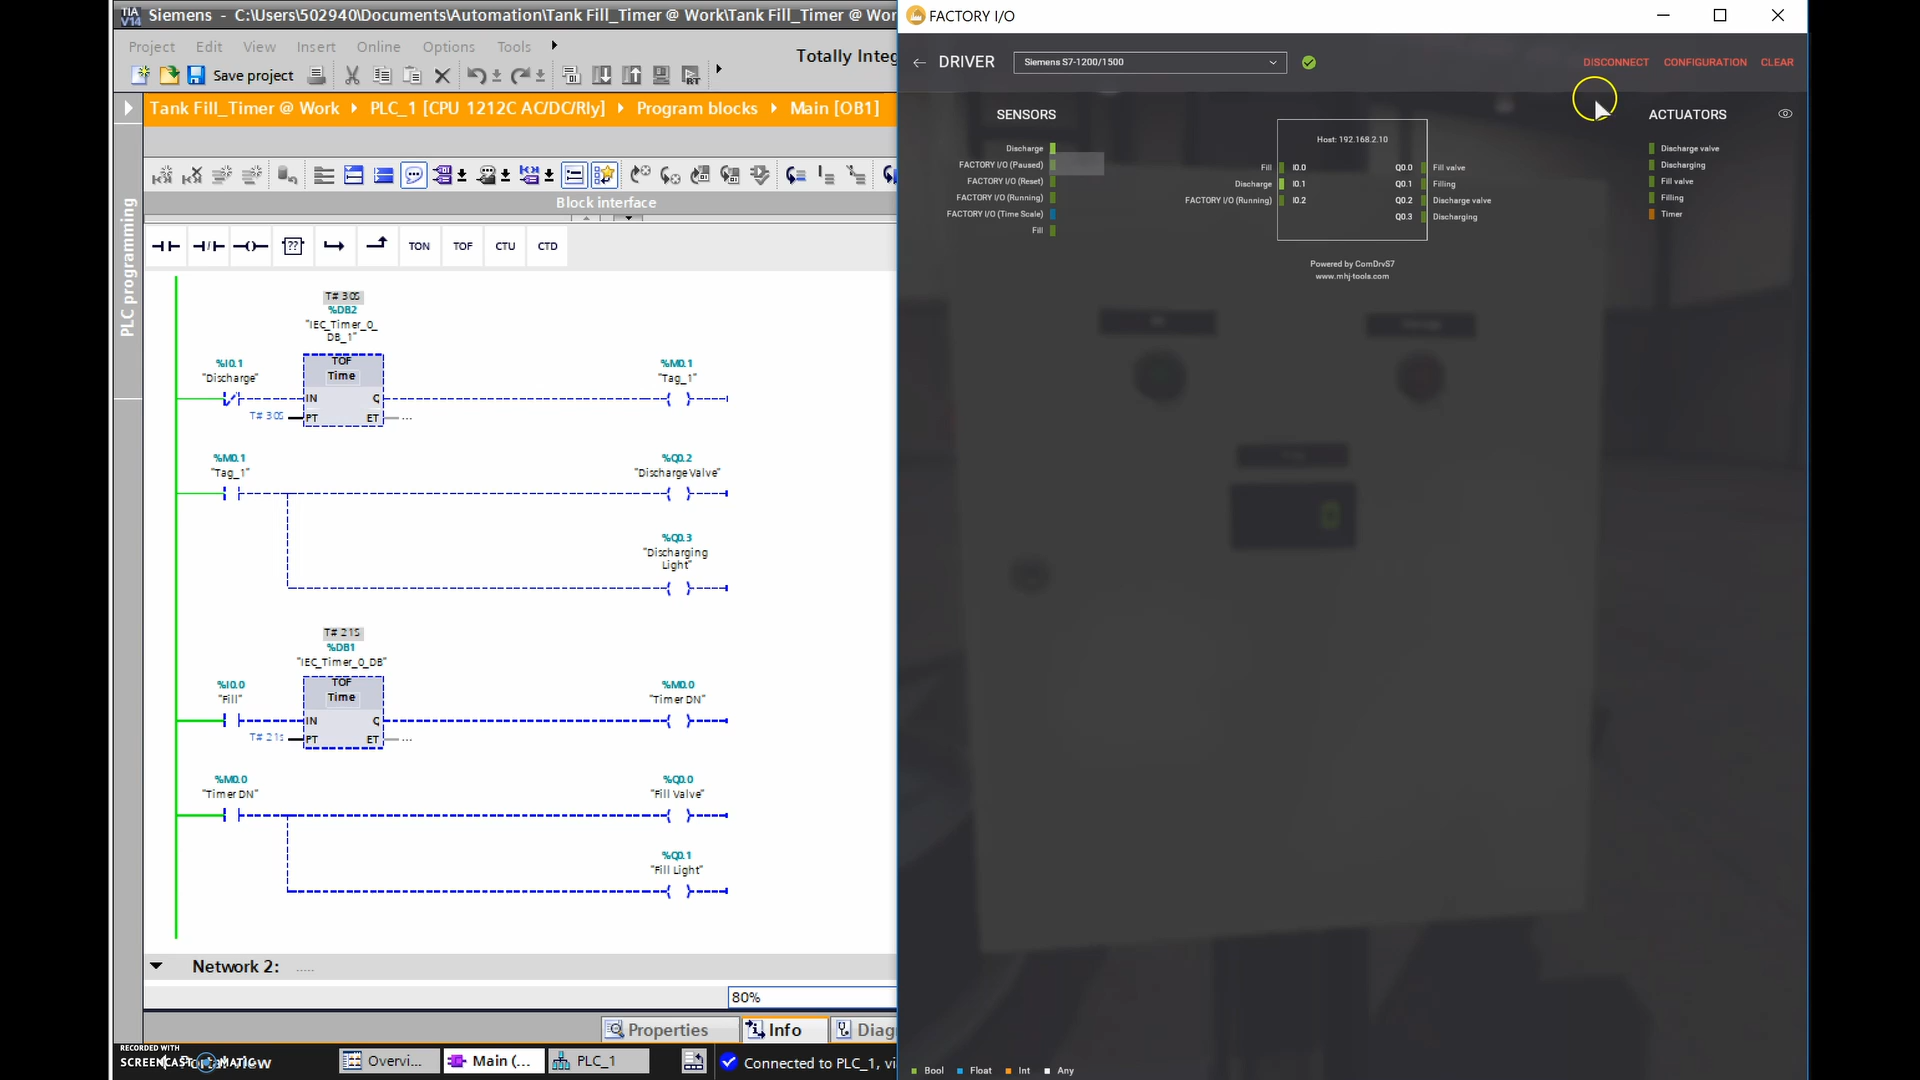 TIA
V14
Siemens - C:\Users\502940\Documents\Automation\Tank Fill_Timer @ Work\Tank Fill_Timer @ Wor
Project Edit View Insert Online Options Tools
Totally Integ
Save project
Tank Fill_Timer @ Work PLC_1 [CPU 1212C AC/DC/Rly] Program blocks Main [OB1]
PLC programming
Block interface
?? TON TOF CTU CTD
T# 30S
%DB2
"IEC_Timer_0_
DB_1"
%I0.1
"Discharge"
TOF
Time
%M0.1
"Tag_1"
IN Q
T# 30S PT ET ...
%M0.1
"Tag_1"
%Q0.2
"Discharge Valve"
%Q0.3
"Discharging
Light"
T# 21S
%DB1
"IEC_Timer_0_DB"
%I0.0
"Fill"
TOF
Time
%M0.0
"Timer DN"
IN Q
T# 21s PT ET ...
%M0.0
"Timer DN"
%Q0.0
"Fill Valve"
%Q0.1
"Fill Light"
Network 2: .....
80%
Properties Info Diag
RECORDED WITH
SCREENCAST MATIC
Portal view
Overvi... Main (... PLC_1
Connected to PLC_1, vi
FACTORY I/O
DRIVER Siemens S7-1200/1500
DISCONNECT CONFIGURATION CLEAR
SENSORS
Discharge
FACTORY I/O (Paused)
FACTORY I/O (Reset)
FACTORY I/O (Running)
FACTORY I/O (Time Scale)
Fill
Host: 192.168.2.10
Fill I0.0 Q0.0 Fill valve
Discharge I0.1 Q0.1 Filling
FACTORY I/O (Running) I0.2 Q0.2 Discharge valve
Q0.3 Discharging
Powered by ComDrvS7
www.mhj-tools.com
ACTUATORS
Discharge valve
Discharging
Fill valve
Filling
Timer
0
Bool Float Int Any